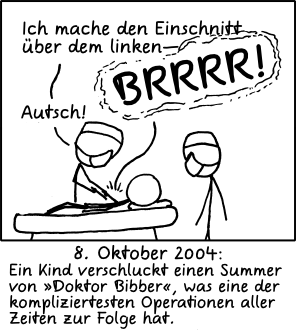 Ich mache den Einschnitt
über dem linken—
BRRRR!
Autsch!
8. Oktober 2004:
Ein Kind verschluckt einen Summer
von »Doktor Bibber«, was eine der
kompliziertesten Operationen aller
Zeiten zur Folge hat.